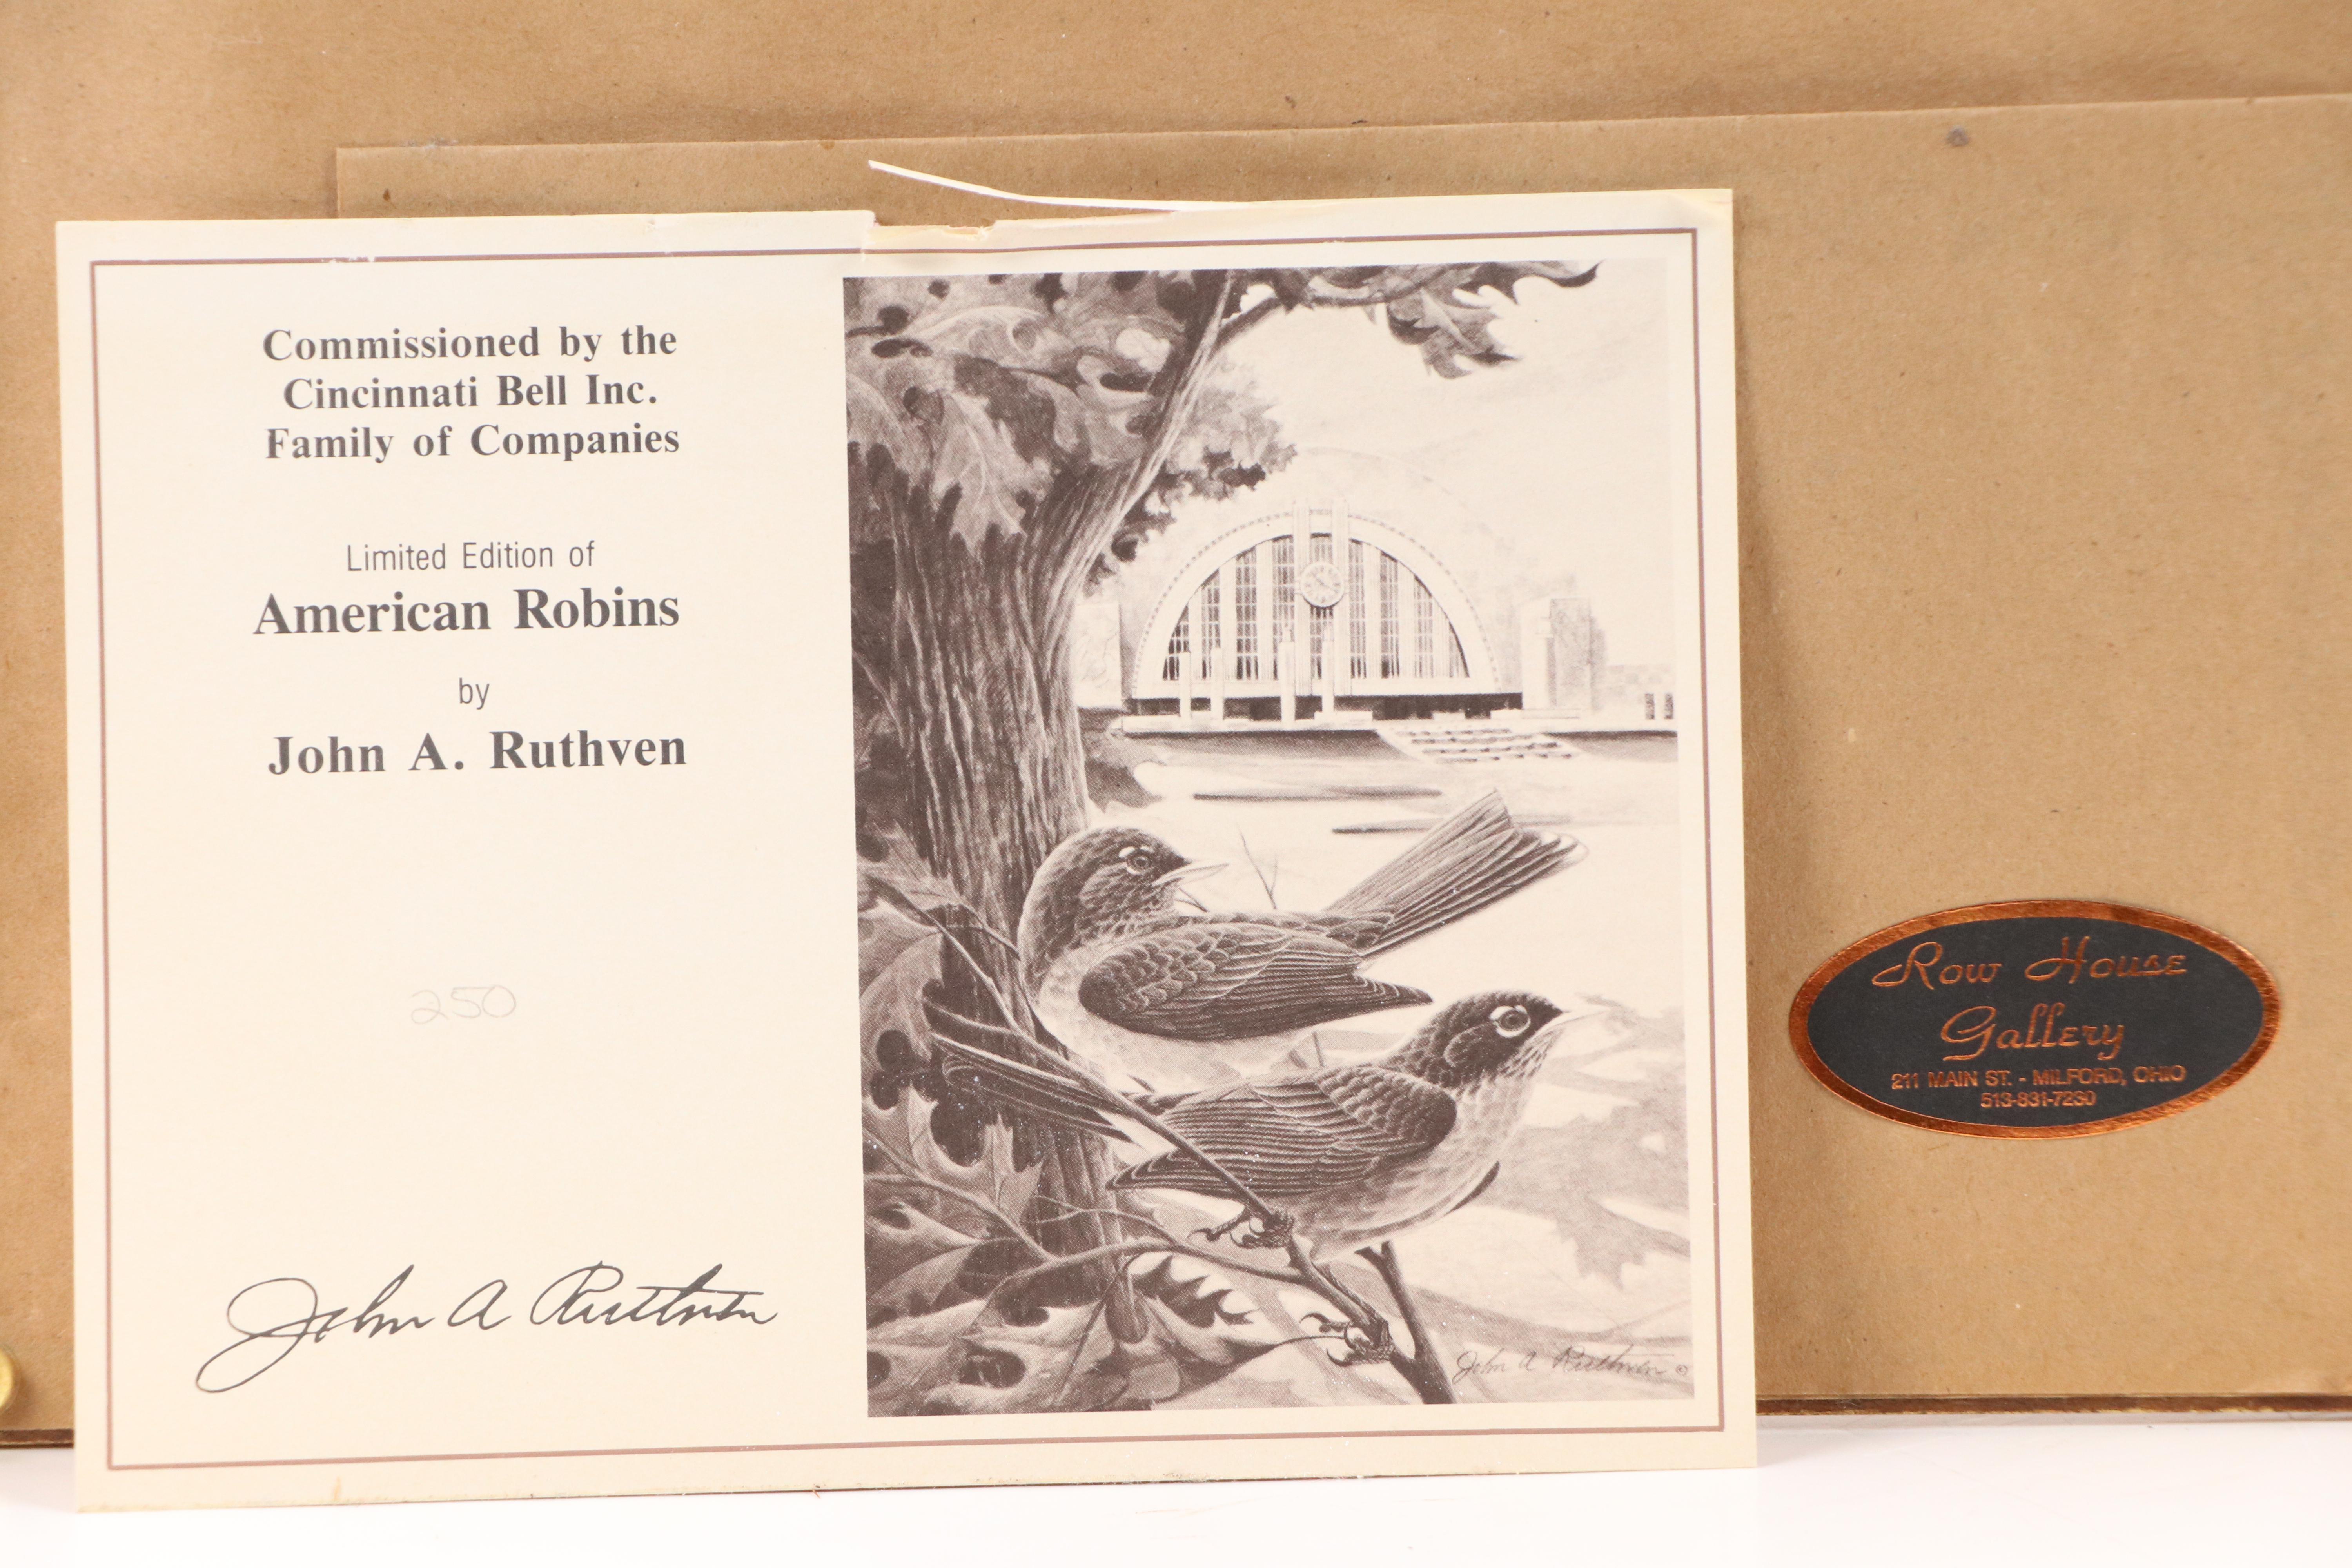 Commissioned by the
Cincinnati Bell Inc.
Family of Companies
Limited Edition of
American Robins
by
John A. Ruthven
250
John A Ruthven
John A Ruthven ©
Row House
Gallery
211 MAIN ST. - MILFORD, OHIO
513-831-7230